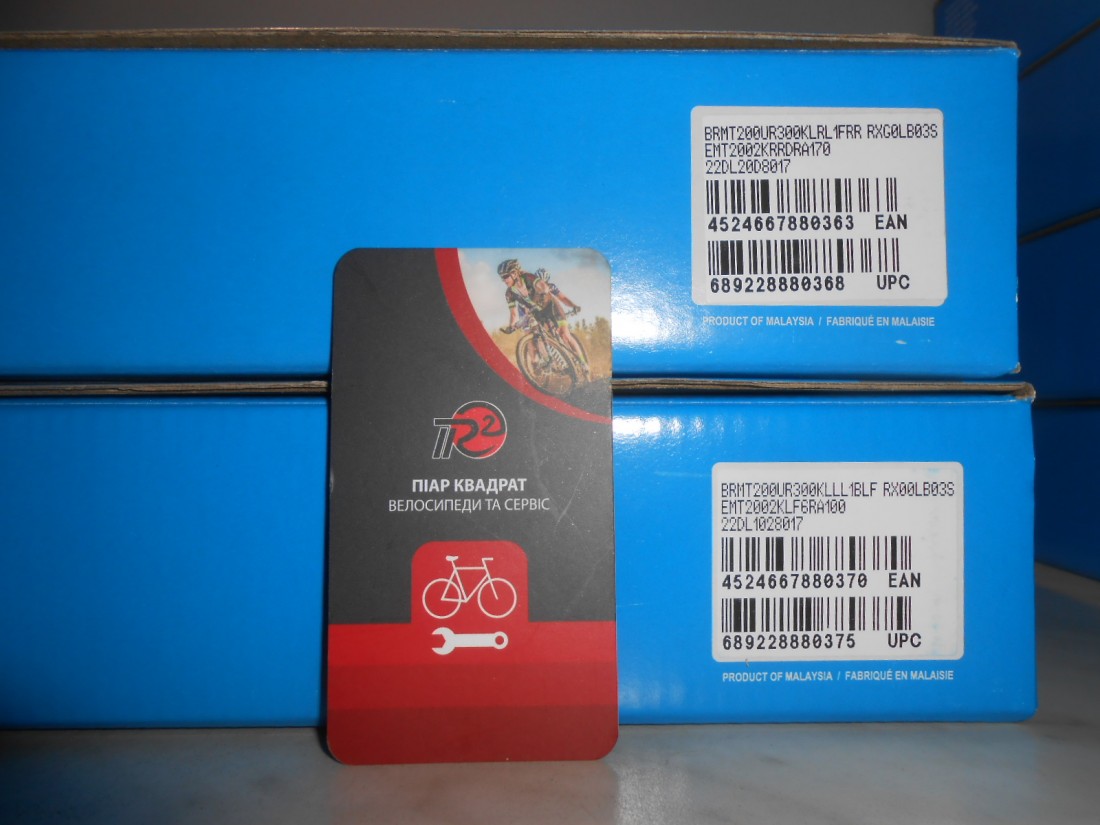 BRMT200UR300KLRL1FRR RXG0LB03S
EMT2002KRRDRA170
22DL20D8017
4524667880363 EAN
689228880368 UPC
PRODUCT OF MALAYSIA / FABRIQUÉ EN MALAISIE
ПІАР КВАДРАТ
ВЕЛОСИПЕДИ ТА СЕРВІС
BRMT200UR300KLLL1BLF RX00LB03S
EMT2002KLF6RA100
22DL1028017
4524667880370 EAN
689228880375 UPC
PRODUCT OF MALAYSIA / FABRIQUÉ EN MALAISIE